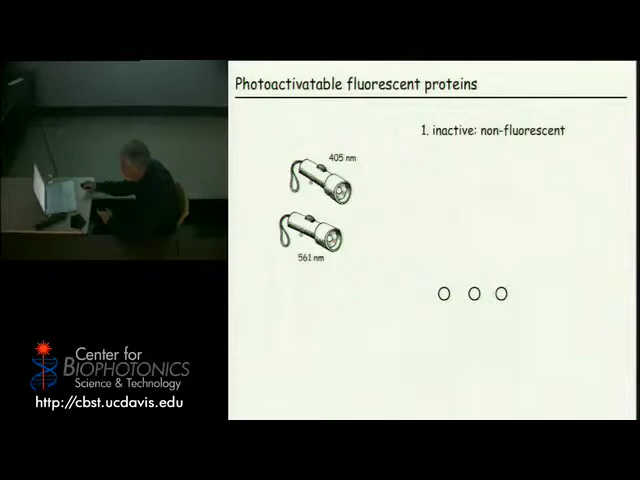 Photoactivatable fluorescent proteins
1. inactive: non-fluorescent
405 nm
561 nm
Center for
BIOPHOTONICS
Science & Technology
http://cbst.ucdavis.edu